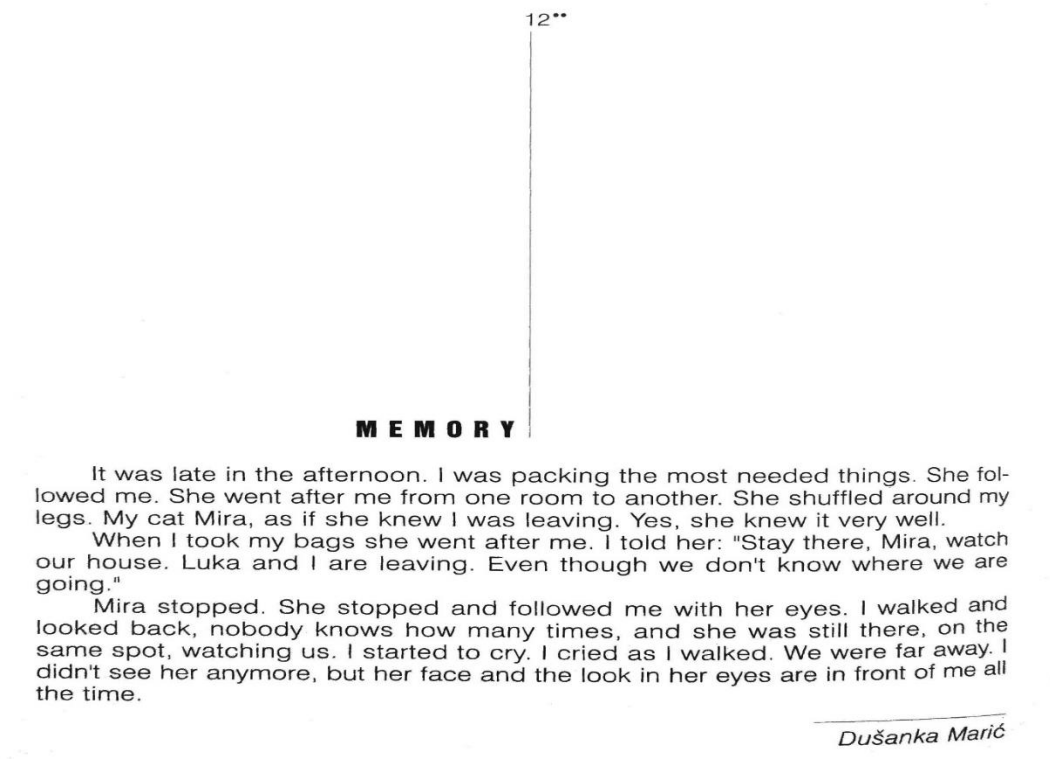 12••
MEMORY
It was late in the afternoon. I was packing the most needed things. She fol-
lowed me. She went after me from one room to another. She shuffled around my
legs. My cat Mira, as if she knew I was leaving. Yes, she knew it very well.
When I took my bags she went after me. I told her: "Stay there, Mira, watch
our house. Luka and I are leaving. Even though we don't know where we are
going."
Mira stopped. She stopped and followed me with her eyes. I walked and
looked back, nobody knows how many times, and she was still there, on the
same spot, watching us. I started to cry. I cried as I walked. We were far away. I
didn't see her anymore, but her face and the look in her eyes are in front of me all
the time.
Dušanka Marić